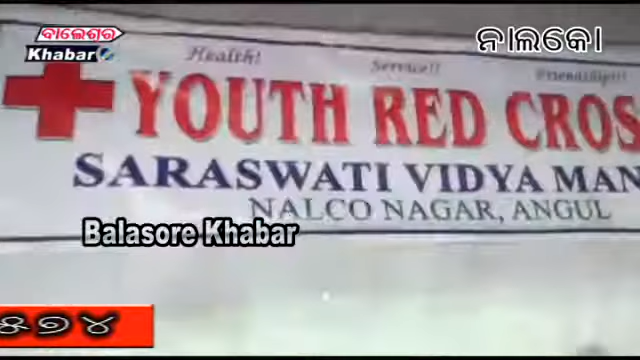 ବାଲେଶ୍ୱର
Khabar
ନାଲକୋ
Health! Service!! Friendship!!!
YOUTH RED CROS
SARASWATI VIDYA MAN
NALCO NAGAR, ANGUL
Balasore Khabar
୫୭୪